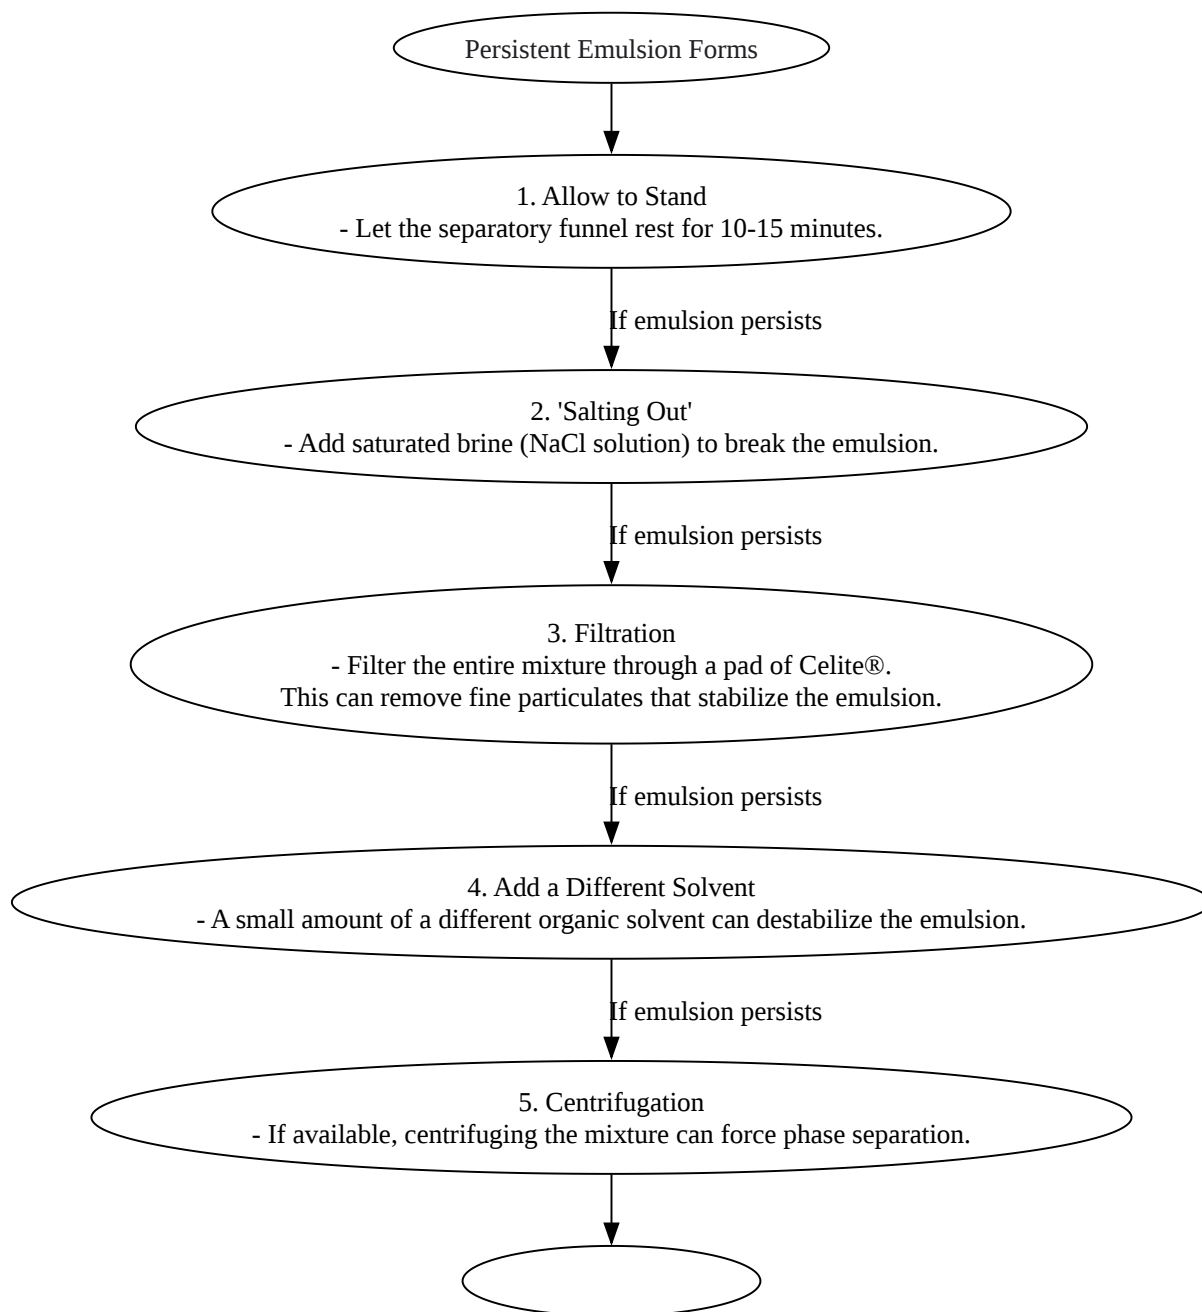 Persistent Emulsion Forms
1. Allow to Stand
- Let the separatory funnel rest for 10-15 minutes.
If emulsion persists
2. 'Salting Out'
- Add saturated brine (NaCl solution) to break the emulsion.
If emulsion persists
3. Filtration
- Filter the entire mixture through a pad of Celite®.
This can remove fine particulates that stabilize the emulsion.
If emulsion persists
4. Add a Different Solvent
- A small amount of a different organic solvent can destabilize the emulsion.
If emulsion persists
5. Centrifugation
- If available, centrifuging the mixture can force phase separation.